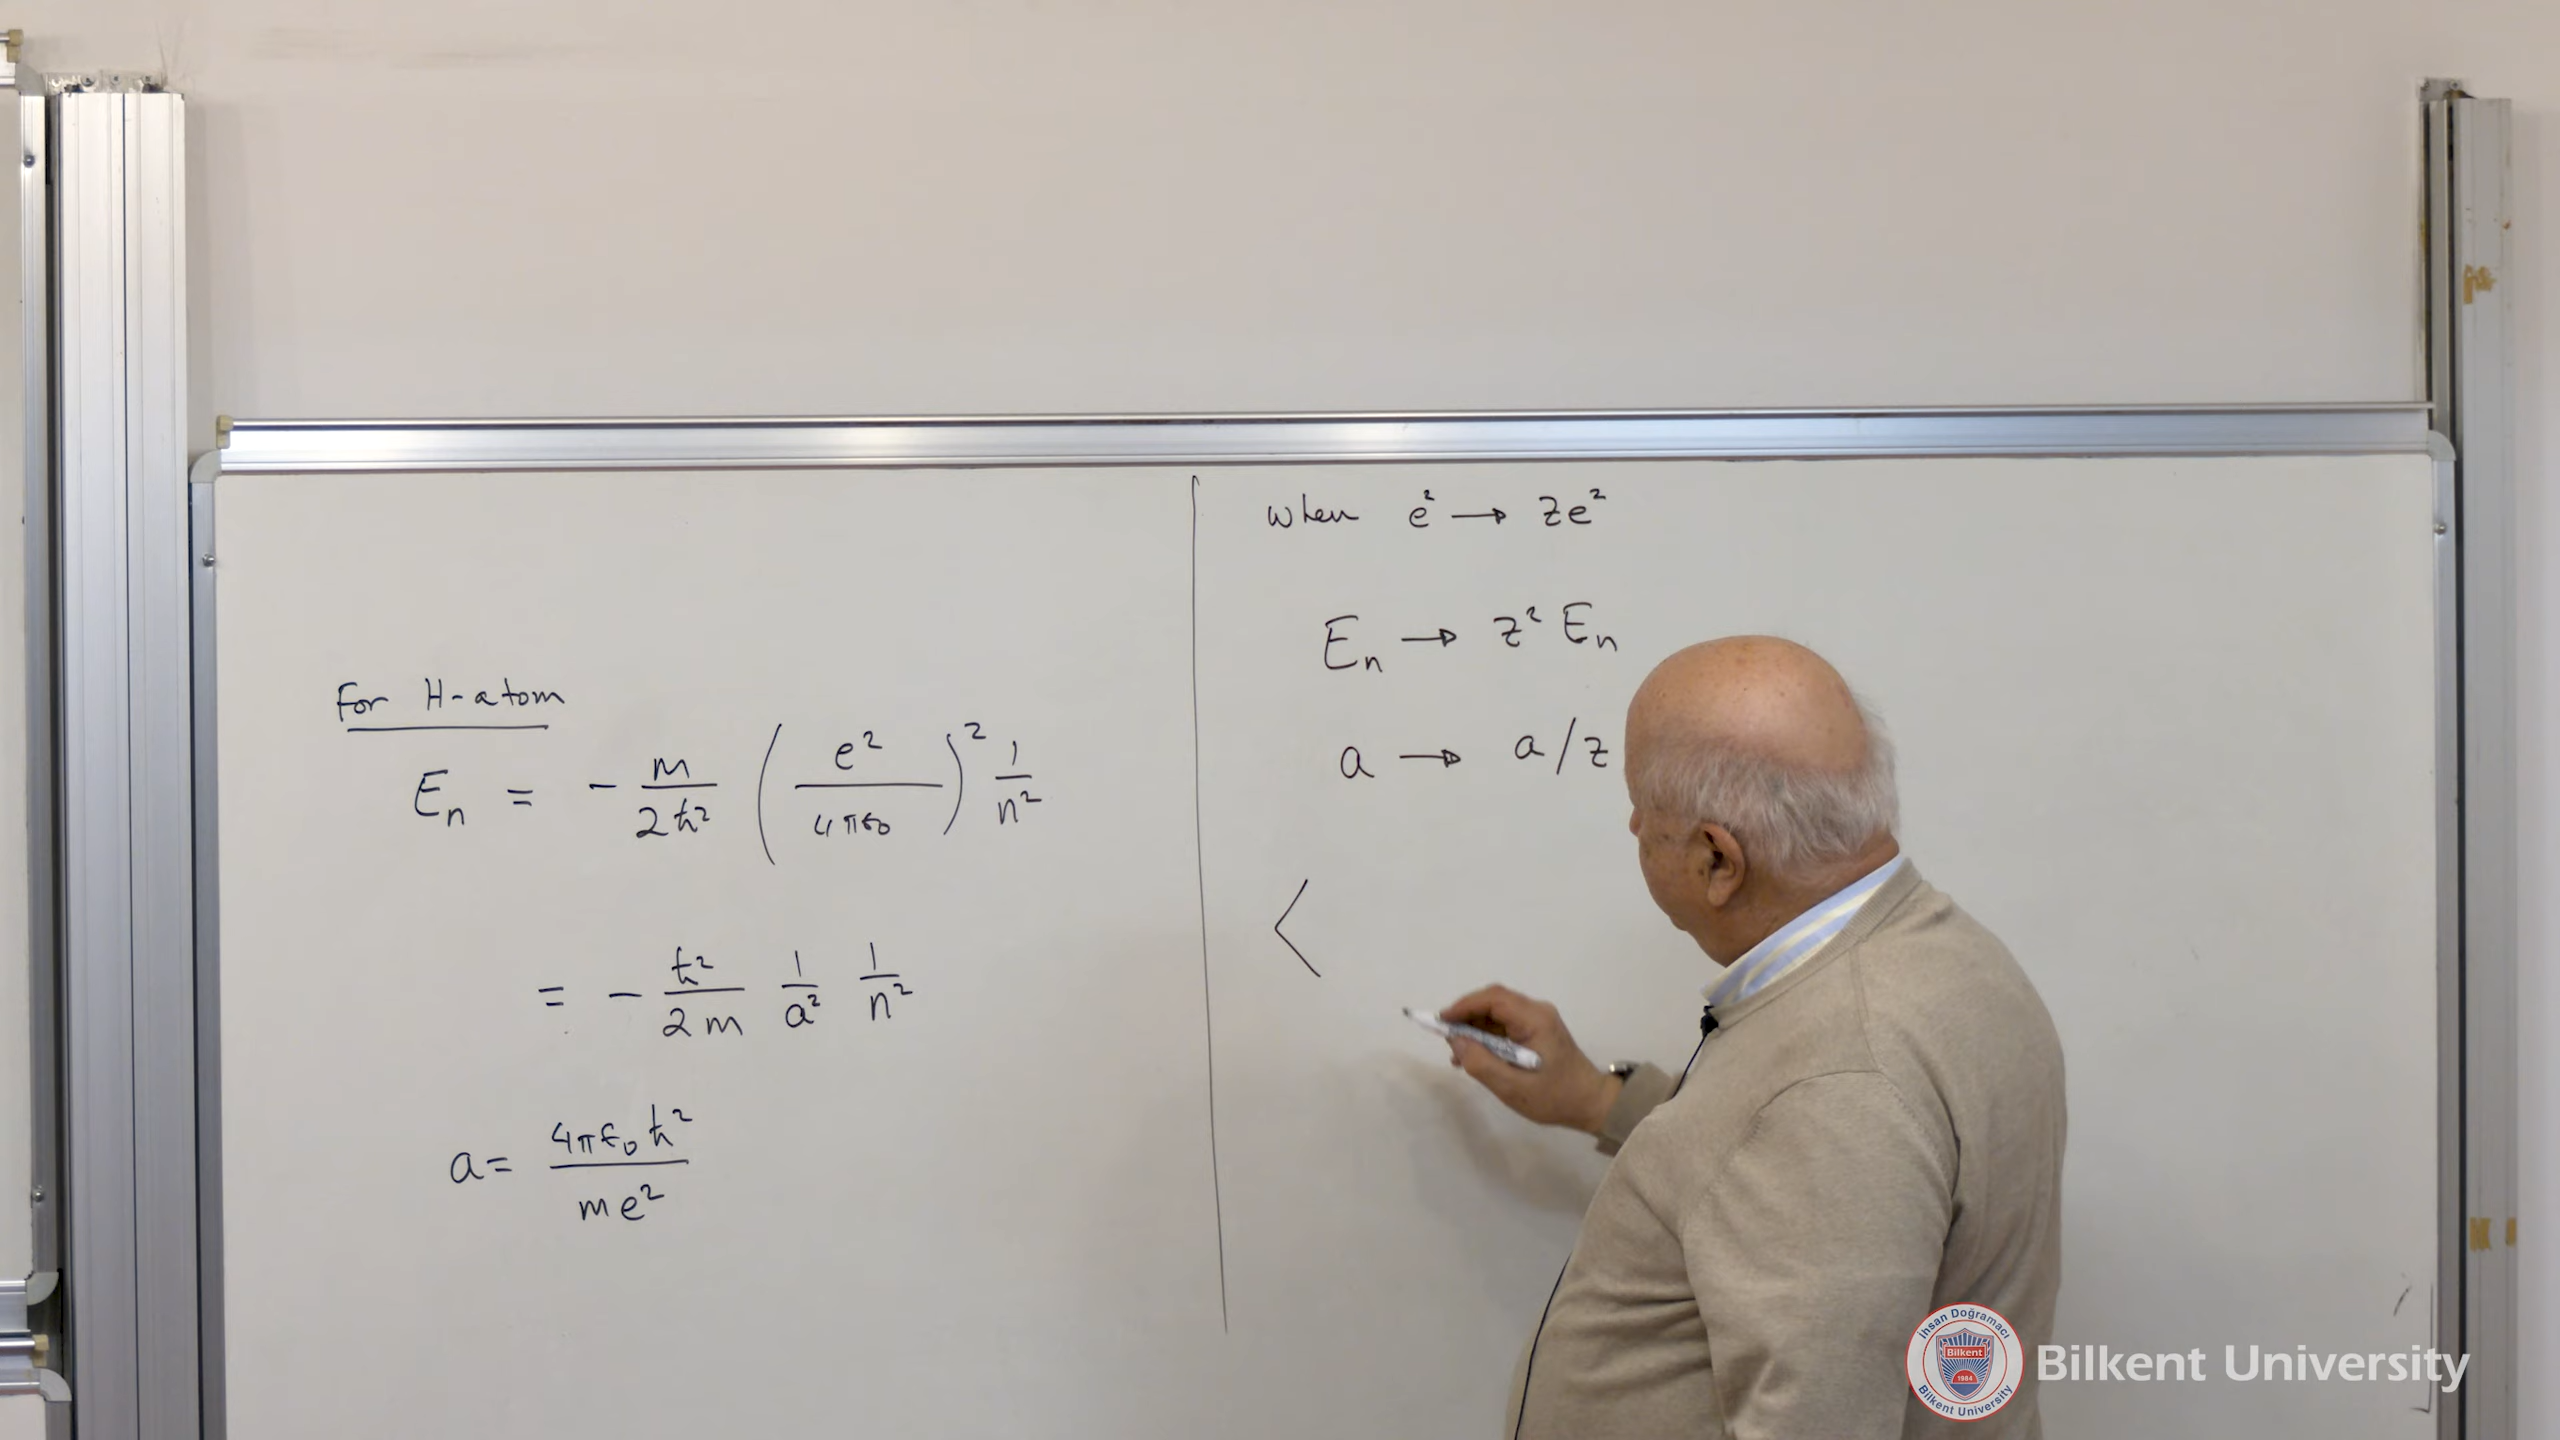 For H-atom
Eₙ = - m/2ħ² (e²/4πε₀)² 1/n²
= - ħ²/2m 1/a² 1/n²
a = 4πε₀ħ²/me²
when e² → Ze²
Eₙ → Z² Eₙ
a → a/Z
<
İhsan Doğramacı
Bilkent
1984
Bilkent University
Bilkent University